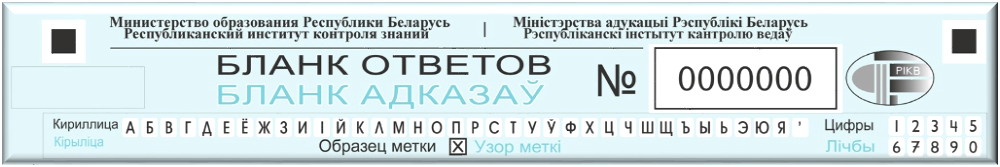 Министерство образования Республики Беларусь | Міністэрства адукацыі Рэспублікі Беларусь
Республиканский институт контроля знаний | Рэспубліканскі інстытут кантролю ведаў
БЛАНК ОТВЕТОВ
БЛАНК АДКАЗАЎ
№ 0000000
РІКВ
Кириллица А Б В Г Д Е Ё Ж З И І Й К Л М Н О П Р С Т У Ў Ф Х Ц Ч Ш Щ Ъ Ы Ь Э Ю Я ' Цифры 1 2 3 4 5
Кірыліца Образец метки X Узор меткі Лічбы 6 7 8 9 0